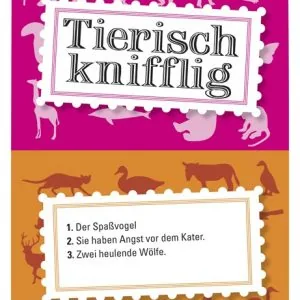 Tierisch
knifflig
1. Der Spaßvogel
2. Sie haben Angst vor dem Kater.
3. Zwei heulende Wölfe.